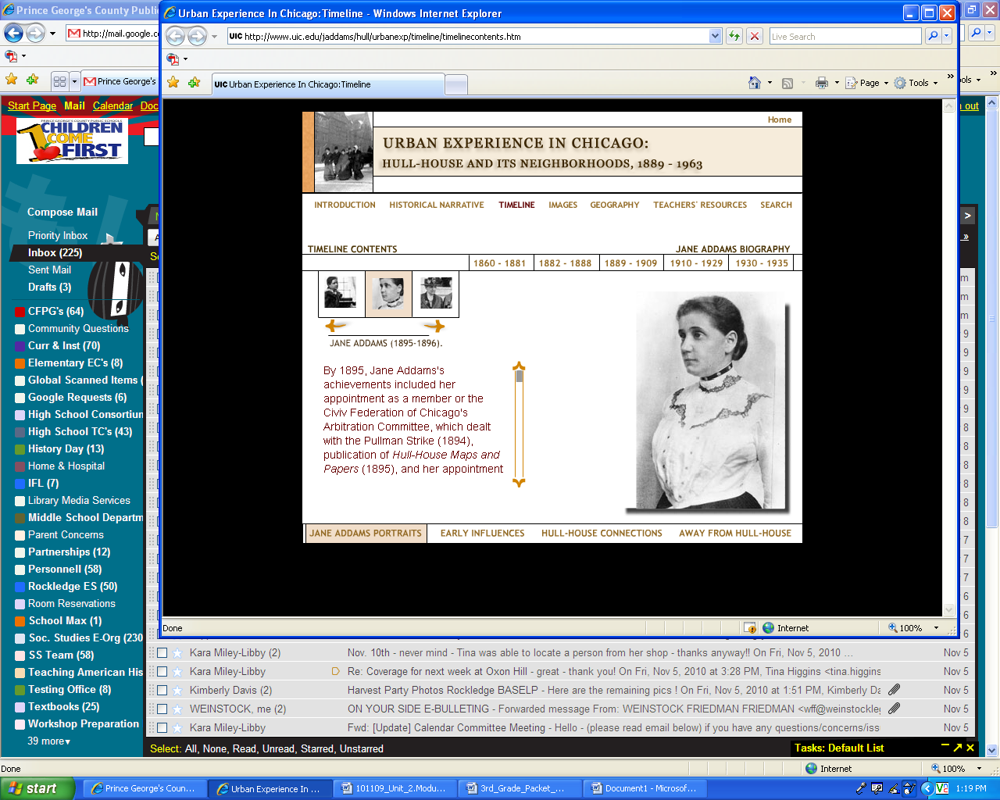 Prince George's County Publi
Urban Experience In Chicago:Timeline - Windows Internet Explorer
http://mail.google.c
UIC http://www.uic.edu/jaddams/hull/urbanexp/timeline/timelinecontents.htm
Live Search
Prince George's
UIC Urban Experience In Chicago:Timeline
Page
Tools
ols
Start Page Mail Calendar Doc
out
PRINCE GEORGE'S COUNTY PUBLIC SCHOOLS
CHILDREN
COME
FIRST
Home
URBAN EXPERIENCE IN CHICAGO:
HULL-HOUSE AND ITS NEIGHBORHOODS, 1889 - 1963
INTRODUCTION HISTORICAL NARRATIVE TIMELINE IMAGES GEOGRAPHY TEACHERS' RESOURCES SEARCH
TIMELINE CONTENTS
JANE ADDAMS BIOGRAPHY
1860 - 1881 1882 - 1888 1889 - 1909 1910 - 1929 1930 - 1935
JANE ADDAMS (1895-1896).
By 1895, Jane Addams's
achievements included her
appointment as a member or the
Civiv Federation of Chicago's
Arbitration Committee, which dealt
with the Pullman Strike (1894),
publication of Hull-House Maps and
Papers (1895), and her appointment
JANE ADDAMS PORTRAITS EARLY INFLUENCES HULL-HOUSE CONNECTIONS AWAY FROM HULL-HOUSE
Done
Internet
100%
Compose Mail
Priority Inbox
Inbox (225)
Sent Mail
Drafts (3)
CFPG's (64)
Community Questions
Curr & Inst (70)
Elementary EC's (8)
Global Scanned Items (
Google Requests (6)
High School Consortiun
High School TC's (43)
History Day (13)
Home & Hospital
IFL (7)
Library Media Services
Middle School Departm
Parent Concerns
Partnerships (12)
Personnell (58)
Rockledge ES (50)
Room Reservations
School Max (1)
Soc. Studies E-Org (230
SS Team (58)
Teaching American His
Testing Office (8)
Textbooks (25)
Workshop Preparation
39 more▾
Kara Miley-Libby (2) Nov. 10th - never mind - Tina was able to locate a person from her shop - thanks anyway!! On Fri, Nov 5, 2010 ... Nov 5
Kara Miley-Libby Re: Coverage for next week at Oxon Hill - great - thank you! On Fri, Nov 5, 2010 at 3:28 PM, Tina Higgins <tina.higgins Nov 5
Kimberly Davis (2) Harvest Party Photos Rockledge BASELP - Here are the remaining pics ! On Fri, Nov 5, 2010 at 1:51 PM, Kimberly Da Nov 5
WEINSTOCK, me (2) ON YOUR SIDE E-BULLETING - Forwarded message From: WEINSTOCK FRIEDMAN FRIEDMAN <wff@weinstockleg Nov 5
Kara Miley-Libby Fwd: [Update] Calendar Committee Meeting - Hello - (please read email below) if you have any questions/concerns/iss Nov 5
Select: All, None, Read, Unread, Starred, Unstarred
Tasks: Default List
Done
Internet
100%
start
Prince George's Coun...
Urban Experience In ...
101109_Unit_2.Modu...
3rd_Grade_Packet_...
Document1 - Microsof...
1:19 PM